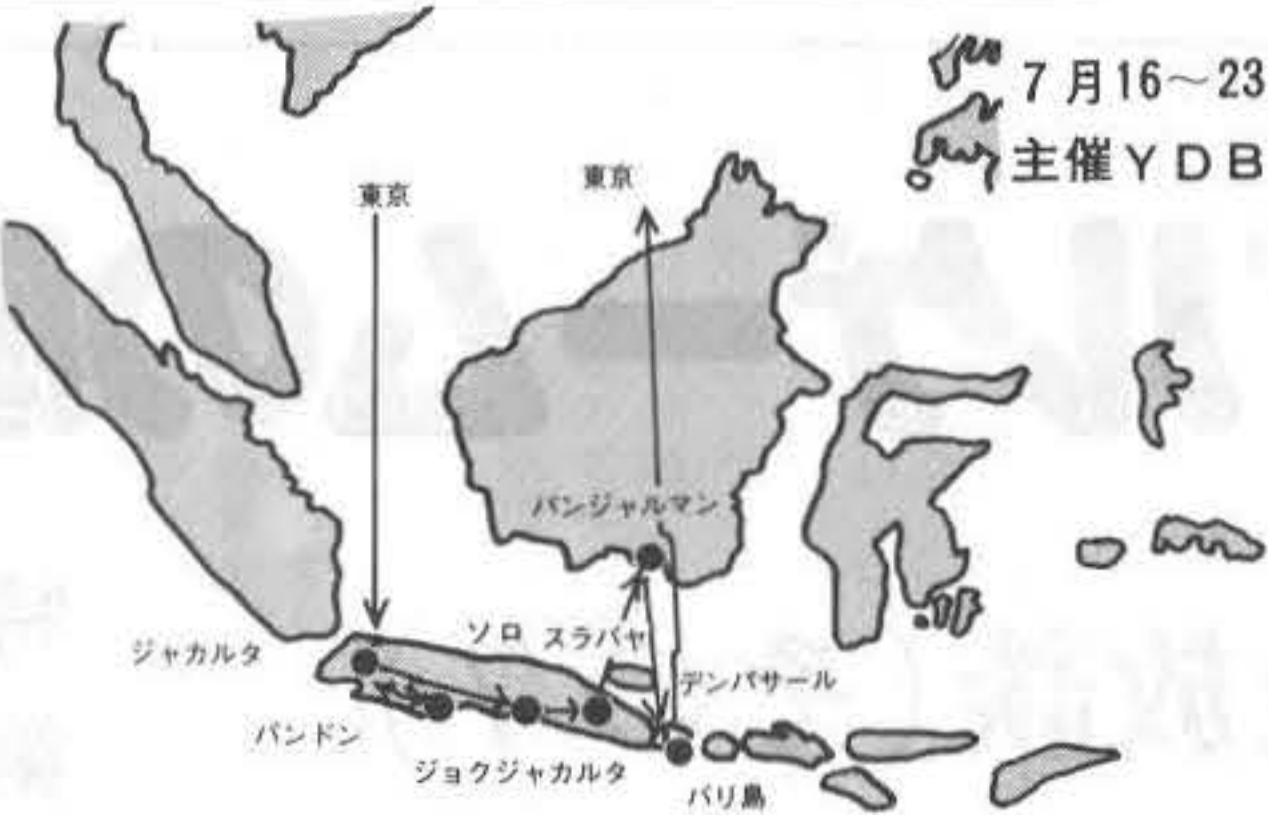 7月16～23
主催YDB
東京
東京
バンジャルマン
ソロ
スラバヤ
ジャカルタ
デンパサール
バンドン
ジョクジャカルタ
バリ島